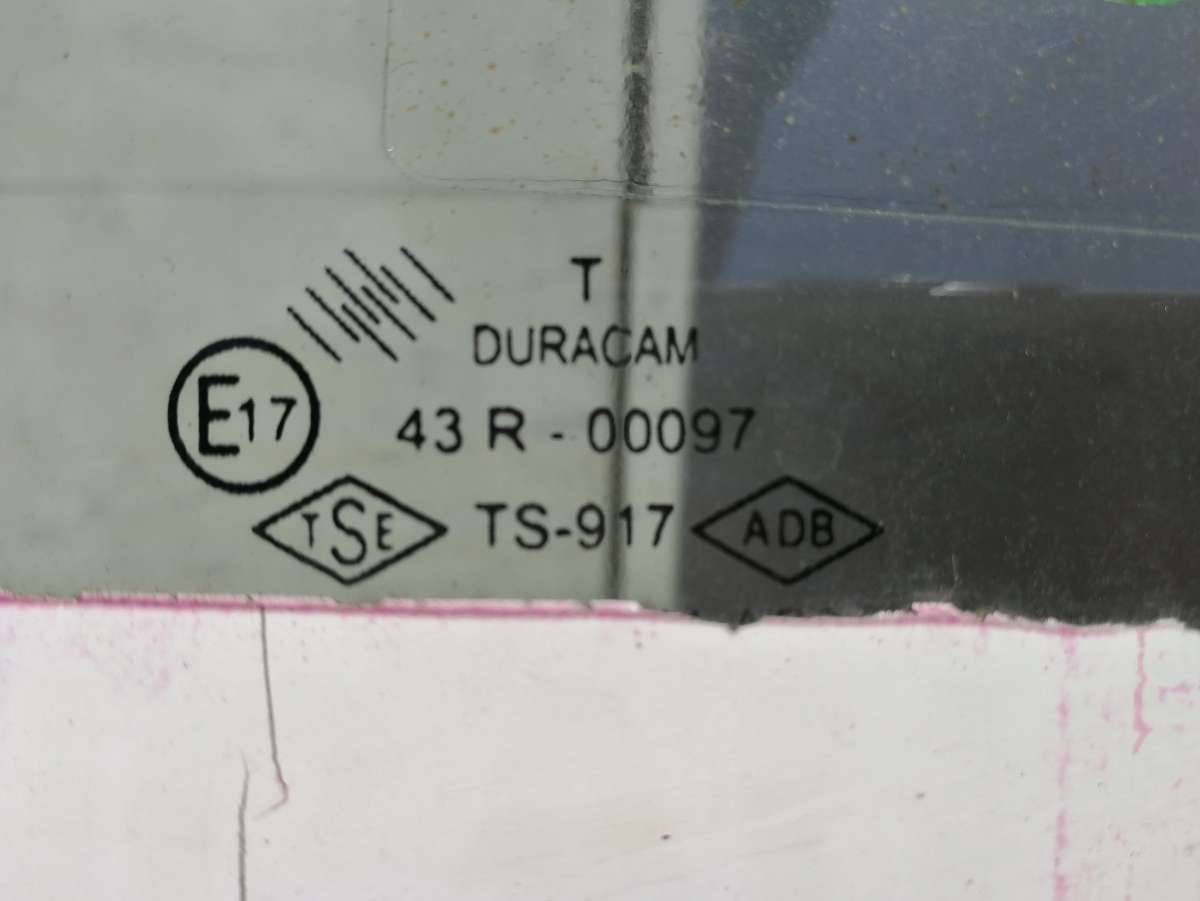 T
DURACAM
E17 43 R - 00097
TSE TS-917 ADB